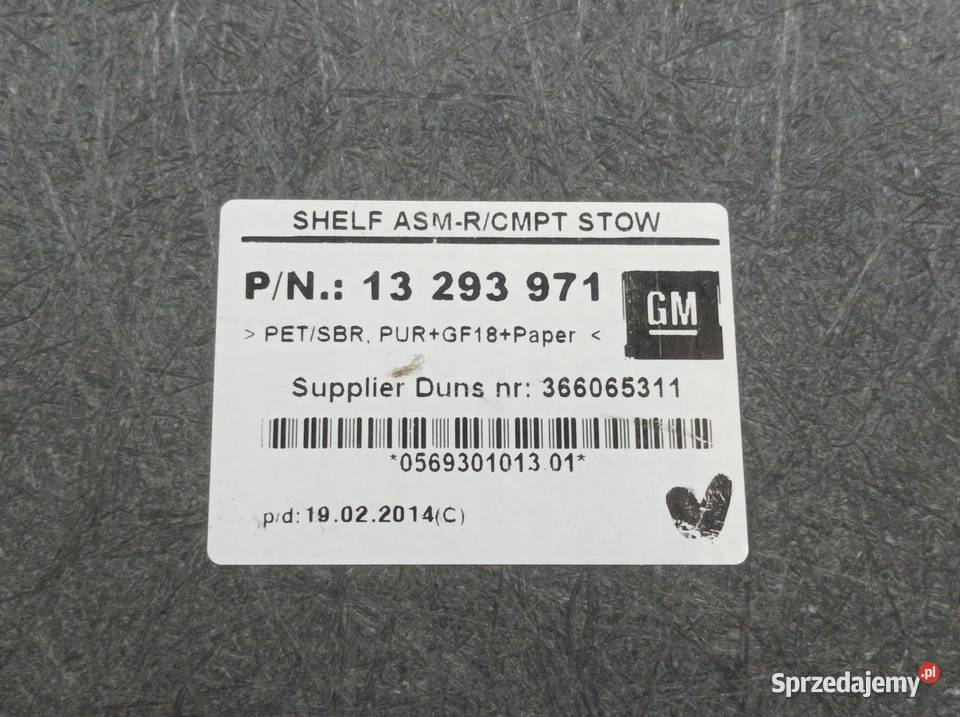 SHELF ASM-R/CMPT STOW
P/N.: 13 293 971
GM
> PET/SBR, PUR+GF18+Paper <
Supplier Duns nr: 366065311
*0569301013.01*
p/d: 19.02.2014(C)
Sprzedajemy.pl